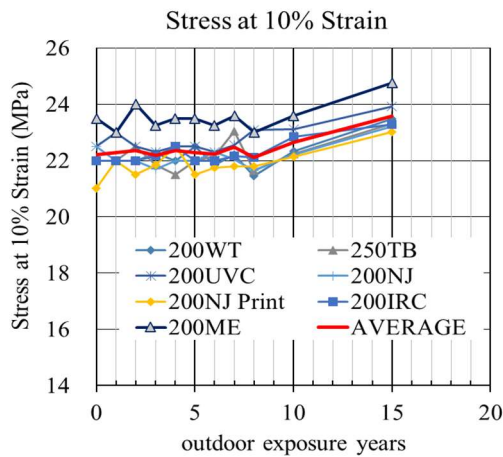 Stress at 10% Strain
Stress at 10% Strain (MPa)
26
24
22
20
18
16
14
200WT
250TB
200UVC
200NJ
200NJ Print
200IRC
200ME
AVERAGE
0 5 10 15 20
outdoor exposure years